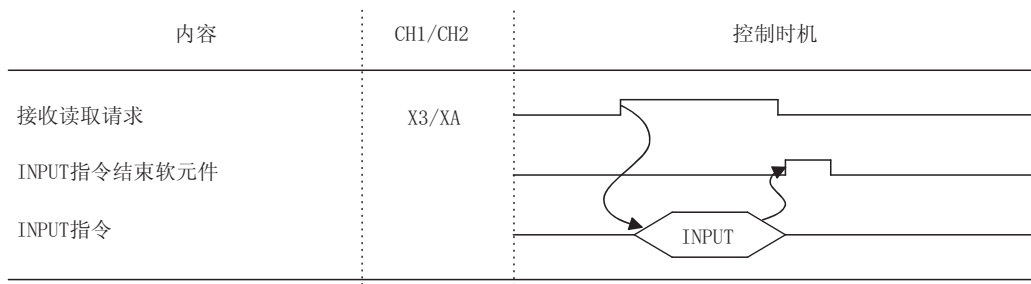 内容 CH1/CH2 控制时机
接收读取请求 X3/XA
INPUT指令结束软元件
INPUT指令 INPUT